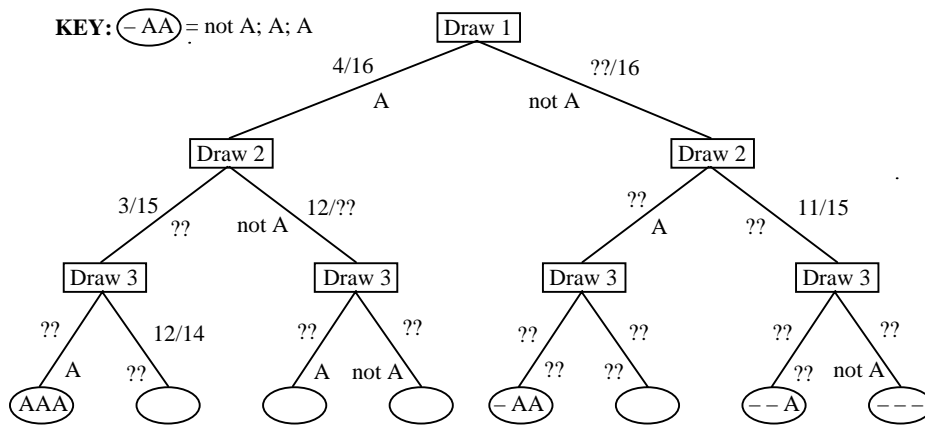 KEY: – AA = not A; A; A
Draw 1
4/16 ??/16
A not A
Draw 2 Draw 2
3/15 12/?? ?? 11/15
?? not A A ??
Draw 3 Draw 3 Draw 3 Draw 3
?? 12/14 ?? ?? ?? ?? ?? ??
A ?? A not A ?? ?? ?? not A
AAA – AA – – A – – –